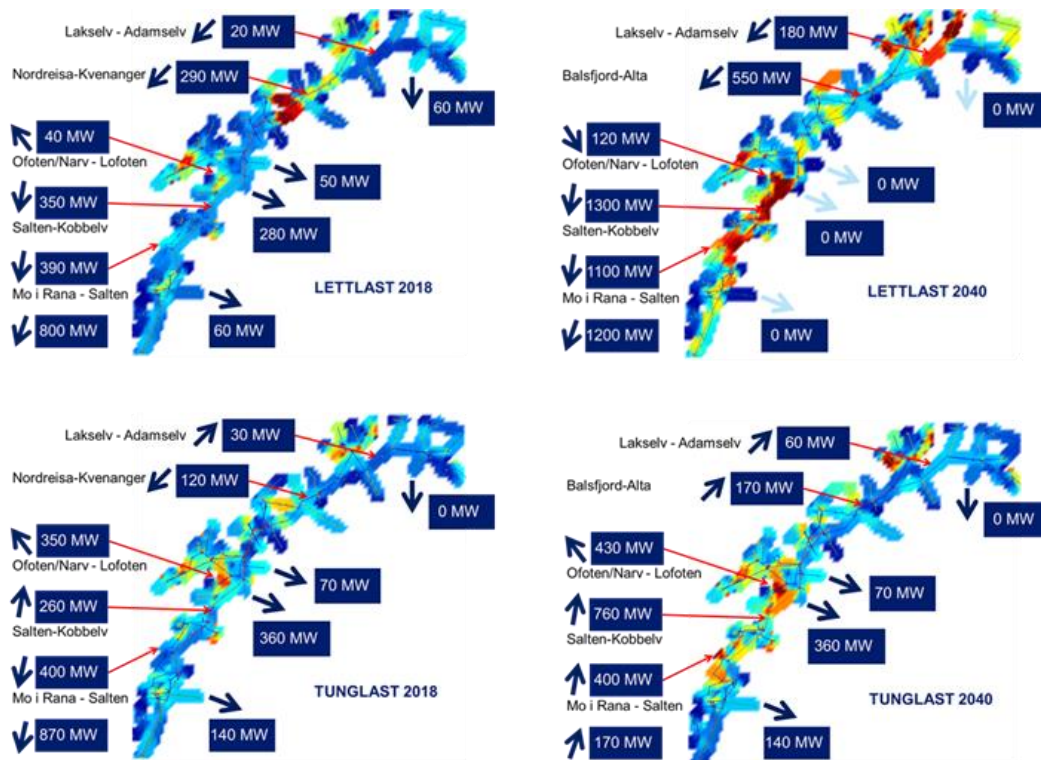 Lakselv - Adamselv
20 MW
Nordreisa-Kvenanger
290 MW
60 MW
40 MW
Ofoten/Narv - Lofoten
50 MW
350 MW
Salten-Kobbelv
280 MW
390 MW
Mo i Rana - Salten
LETTLAST 2018
800 MW
60 MW
Lakselv - Adamselv
180 MW
Balsfjord-Alta
550 MW
0 MW
120 MW
Ofoten/Narv - Lofoten
0 MW
1300 MW
Salten-Kobbelv
0 MW
1100 MW
Mo i Rana - Salten
LETTLAST 2040
1200 MW
0 MW
Lakselv - Adamselv
30 MW
Nordreisa-Kvenanger
120 MW
0 MW
350 MW
Ofoten/Narv - Lofoten
70 MW
260 MW
Salten-Kobbelv
360 MW
400 MW
Mo i Rana - Salten
TUNGLAST 2018
870 MW
140 MW
Lakselv - Adamselv
60 MW
Balsfjord-Alta
170 MW
0 MW
430 MW
Ofoten/Narv - Lofoten
70 MW
760 MW
Salten-Kobbelv
360 MW
400 MW
Mo i Rana - Salten
TUNGLAST 2040
170 MW
140 MW